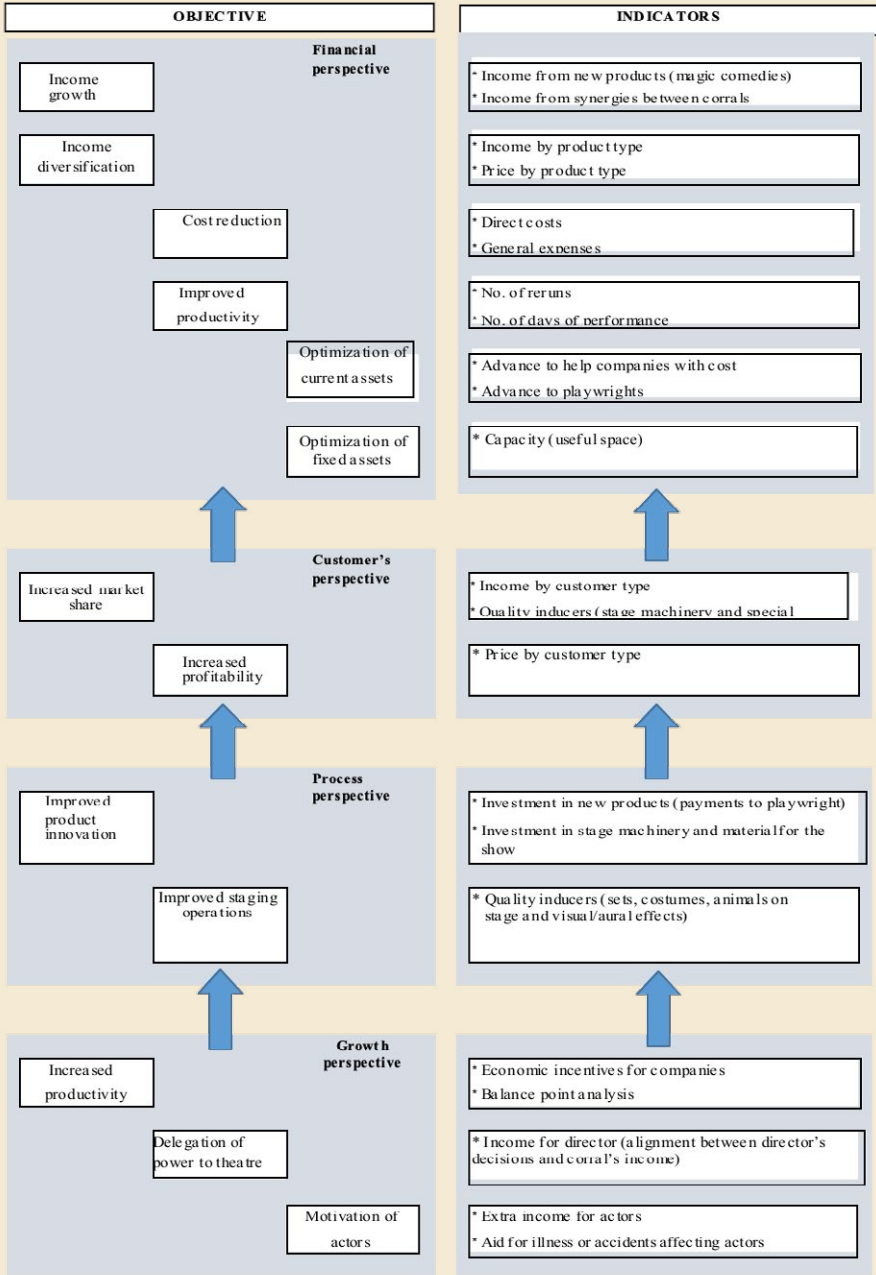 OBJECTIVE
INDICATORS
Financial
perspective
Income
growth
* Income from new products (magic comedies)
* Income from synergies between corrals
Income
diversification
* Income by product type
* Price by product type
Cost reduction
* Direct costs
* General expenses
Improved
productivity
* No. of reruns
* No. of days of performance
Optimization of
current assets
* Advance to help companies with cost
* Advance to playwrights
Optimization of
fixed assets
* Capacity (useful space)
Customer's
perspective
Increased market
share
* Income by customer type
* Quality inducers (stage machinery and special
Increased
profitability
* Price by customer type
Process
perspective
Improved
product
innovation
* Investment in new products (payments to playwright)
* Investment in stage machinery and material for the
show
Improved staging
operations
* Quality inducers (sets, costumes, animals on
stage and visual/aural effects)
Growth
perspective
Increased
productivity
* Economic incentives for companies
* Balance point analysis
Delegation of
power to theatre
* Income for director (alignment between director's
decisions and corral's income)
Motivation of
actors
* Extra income for actors
* Aid for illness or accidents affecting actors